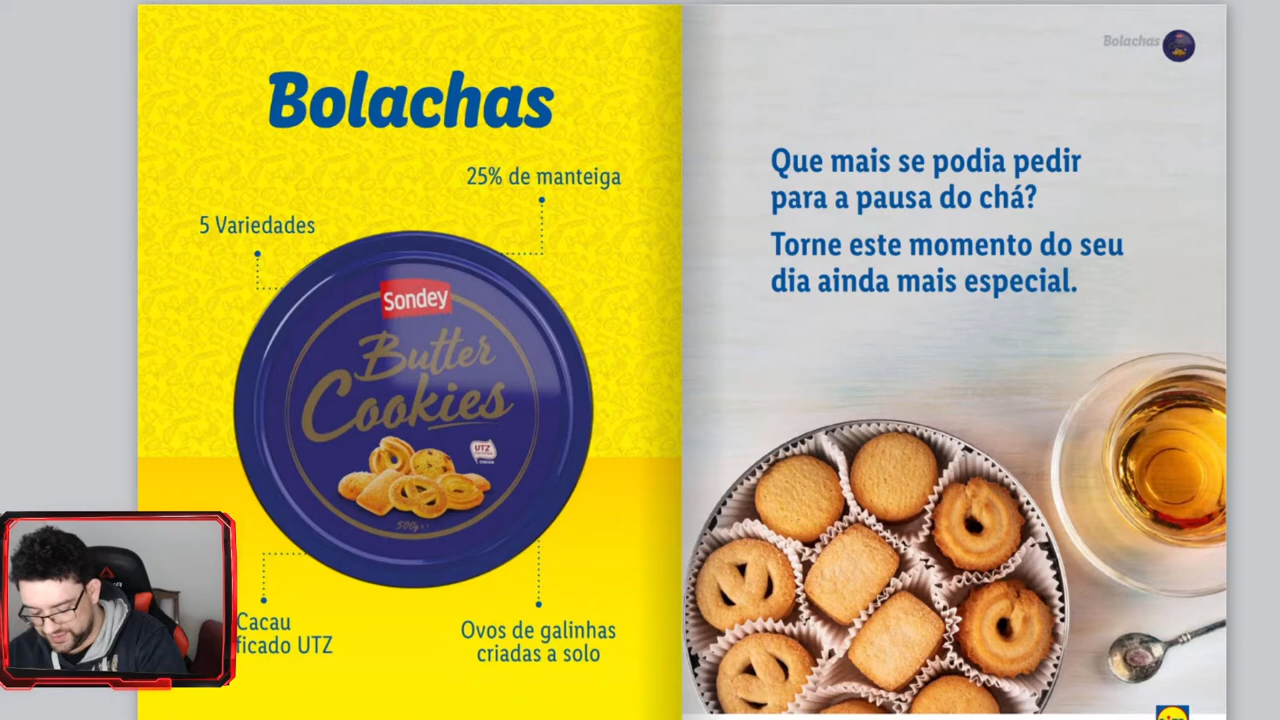 Bolachas
25% de manteiga
5 Variedades
Sondey
Butter
Cookies
UTZ
500g
Cacau
ficado UTZ
Ovos de galinhas
criadas a solo
Bolachas
Que mais se podia pedir
para a pausa do chá?
Torne este momento do seu
dia ainda mais especial.